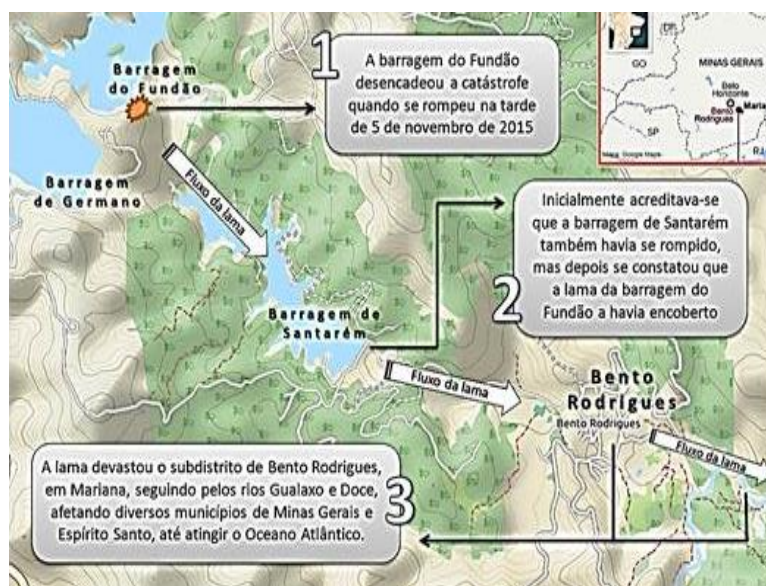 Barragem
do Fundão
1
A barragem do Fundão
desencadeou a catástrofe
quando se rompeu na tarde
de 5 de novembro de 2015
GO
MINAS GERAIS
Belo
Horizonte
Bento
Rodrigues
Maria
SP
RJ
Barragem
de Germano
Fluxo da lama
2
Inicialmente acreditava-se
que a barragem de Santarém
também havia se rompido,
mas depois se constatou que
a lama da barragem do
Fundão a havia encoberto
Barragem de
Santarém
Fluxo da lama
Bento
Rodrigues
Bento Rodrigues
Fluxo da lama
3
A lama devastou o subdistrito de Bento Rodrigues,
em Mariana, seguindo pelos rios Gualaxo e Doce,
afetando diversos municípios de Minas Gerais e
Espírito Santo, até atingir o Oceano Atlântico.